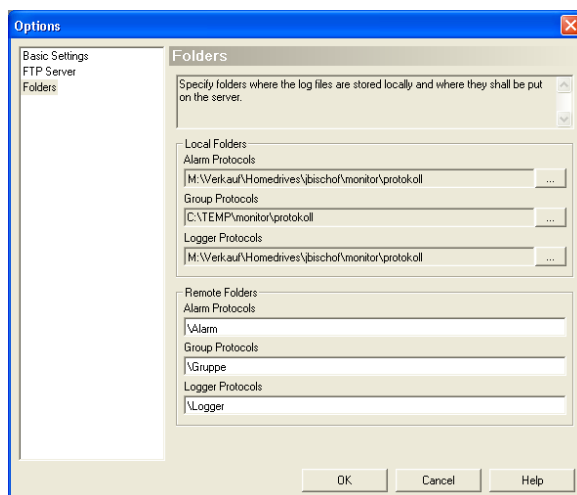 Options
Basic Settings
FTP Server
Folders
Folders
Specify folders where the log files are stored locally and where they shall be put
on the server.
Local Folders
Alarm Protocols
M:\Verkauf\Homedrives\jbischof\monitor\protokoll
...
Group Protocols
C:\TEMP\monitor\protokoll
...
Logger Protocols
M:\Verkauf\Homedrives\jbischof\monitor\protokoll
...
Remote Folders
Alarm Protocols
\Alarm
Group Protocols
\Gruppe
Logger Protocols
\Logger
OK
Cancel
Help